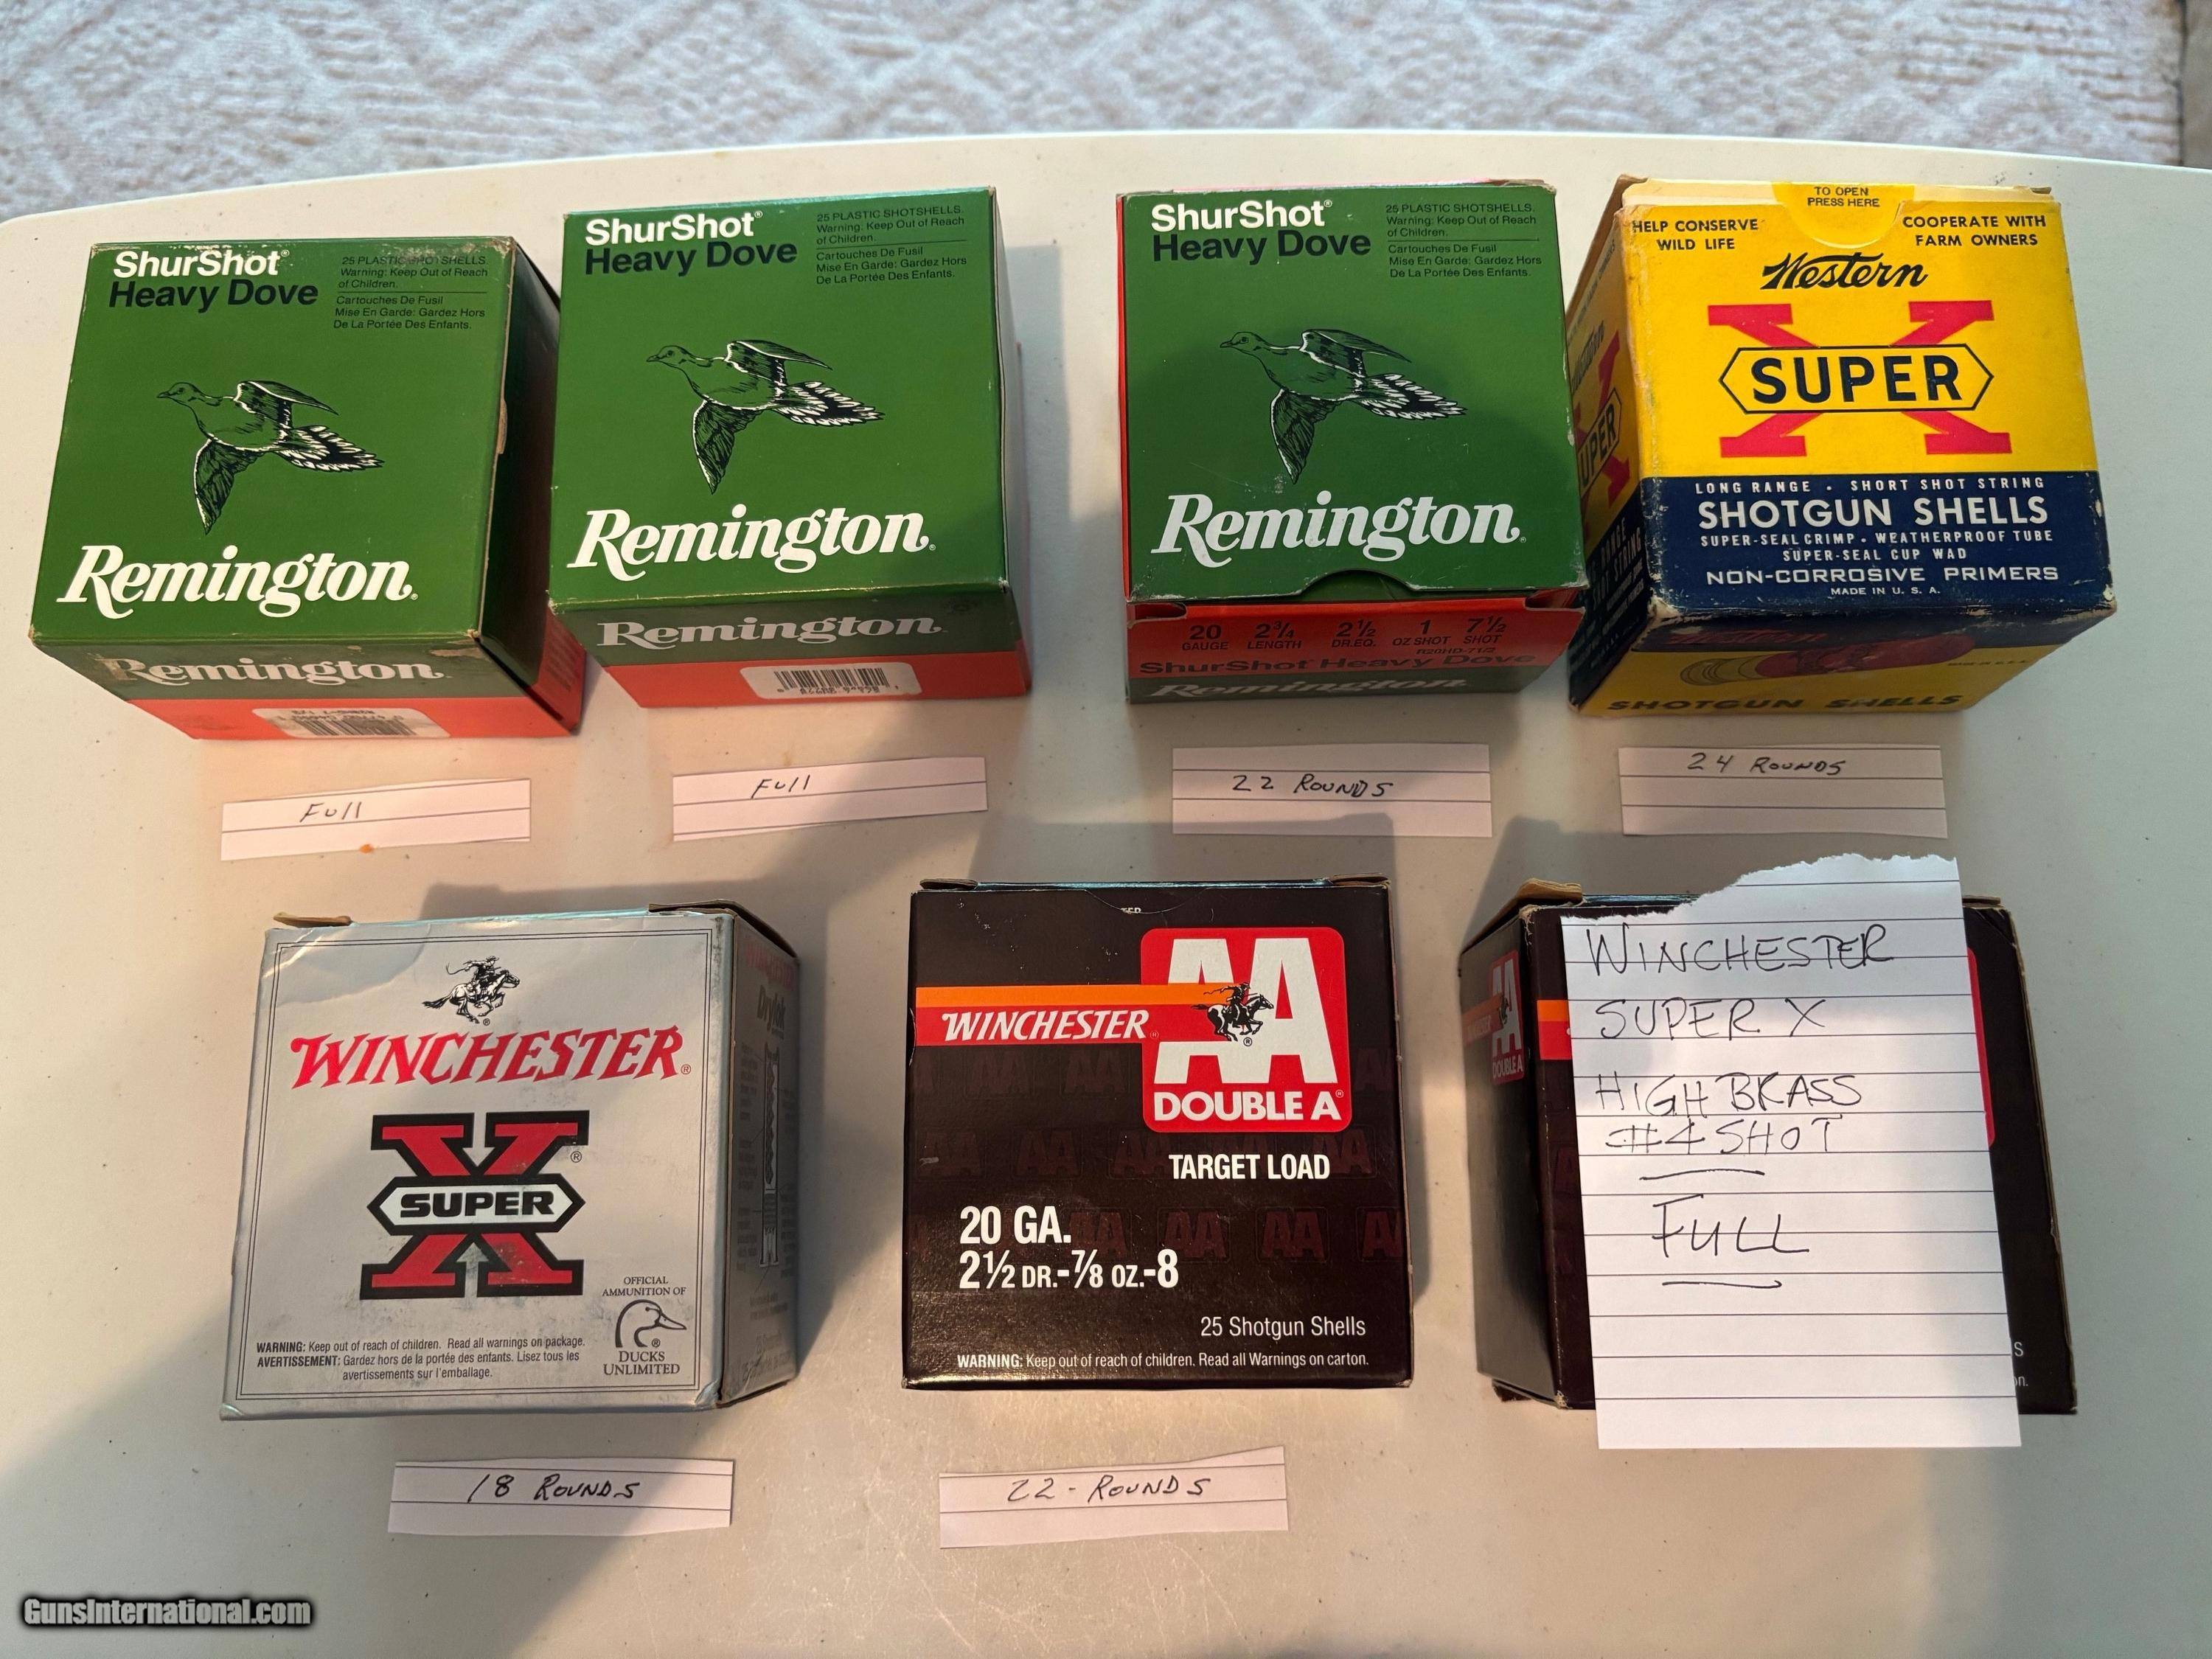 ShurShot®
Heavy Dove
25 PLASTIC SHOTSHELLS.
Warning: Keep Out of Reach
of Children.
Cartouches De Fusil
Mise En Garde: Gardez Hors
De La Portée Des Enfants.
Remington®
Remington®
Full
ShurShot®
Heavy Dove
25 PLASTIC SHOTSHELLS.
Warning: Keep Out of Reach
of Children.
Cartouches De Fusil
Mise En Garde: Gardez Hors
De La Portée Des Enfants.
Remington®
Remington
Full
ShurShot®
Heavy Dove
25 PLASTIC SHOTSHELLS.
Warning: Keep Out of Reach
of Children.
Cartouches De Fusil
Mise En Garde: Gardez Hors
De La Portée Des Enfants.
Remington®
20 2¾ 2½ 1 7½
GAUGE LENGTH DR.EQ. OZ SHOT SHOT
R20HD-71/2
ShurShot® Heavy Dove
Remington
22 ROUNDS
TO OPEN
PRESS HERE
HELP CONSERVE
WILD LIFE
COOPERATE WITH
FARM OWNERS
Western
X
SUPER
LONG RANGE • SHORT SHOT STRING
SHOTGUN SHELLS
SUPER-SEAL CRIMP • WEATHERPROOF TUBE
SUPER-SEAL CUP WAD
NON-CORROSIVE PRIMERS
MADE IN U. S. A.
SHOTGUN SHELLS
24 ROUNDS
WINCHESTER®
X®
SUPER
OFFICIAL
AMMUNITION OF
DUCKS
UNLIMITED
WARNING: Keep out of reach of children. Read all warnings on package.
AVERTISSEMENT: Gardez hors de la portée des enfants. Lisez tous les
avertissements sur l'emballage.
Drylok
18 ROUNDS
WINCHESTER®
AA
DOUBLE A®
TARGET LOAD
20 GA.
2½ DR.-⅞ OZ.-8
25 Shotgun Shells
WARNING: Keep out of reach of children. Read all Warnings on carton.
22 - ROUNDS
AA
DOUBLE A
WINCHESTER
SUPER X
HIGH BRASS
#4 SHOT
FULL
GunsInternational.com